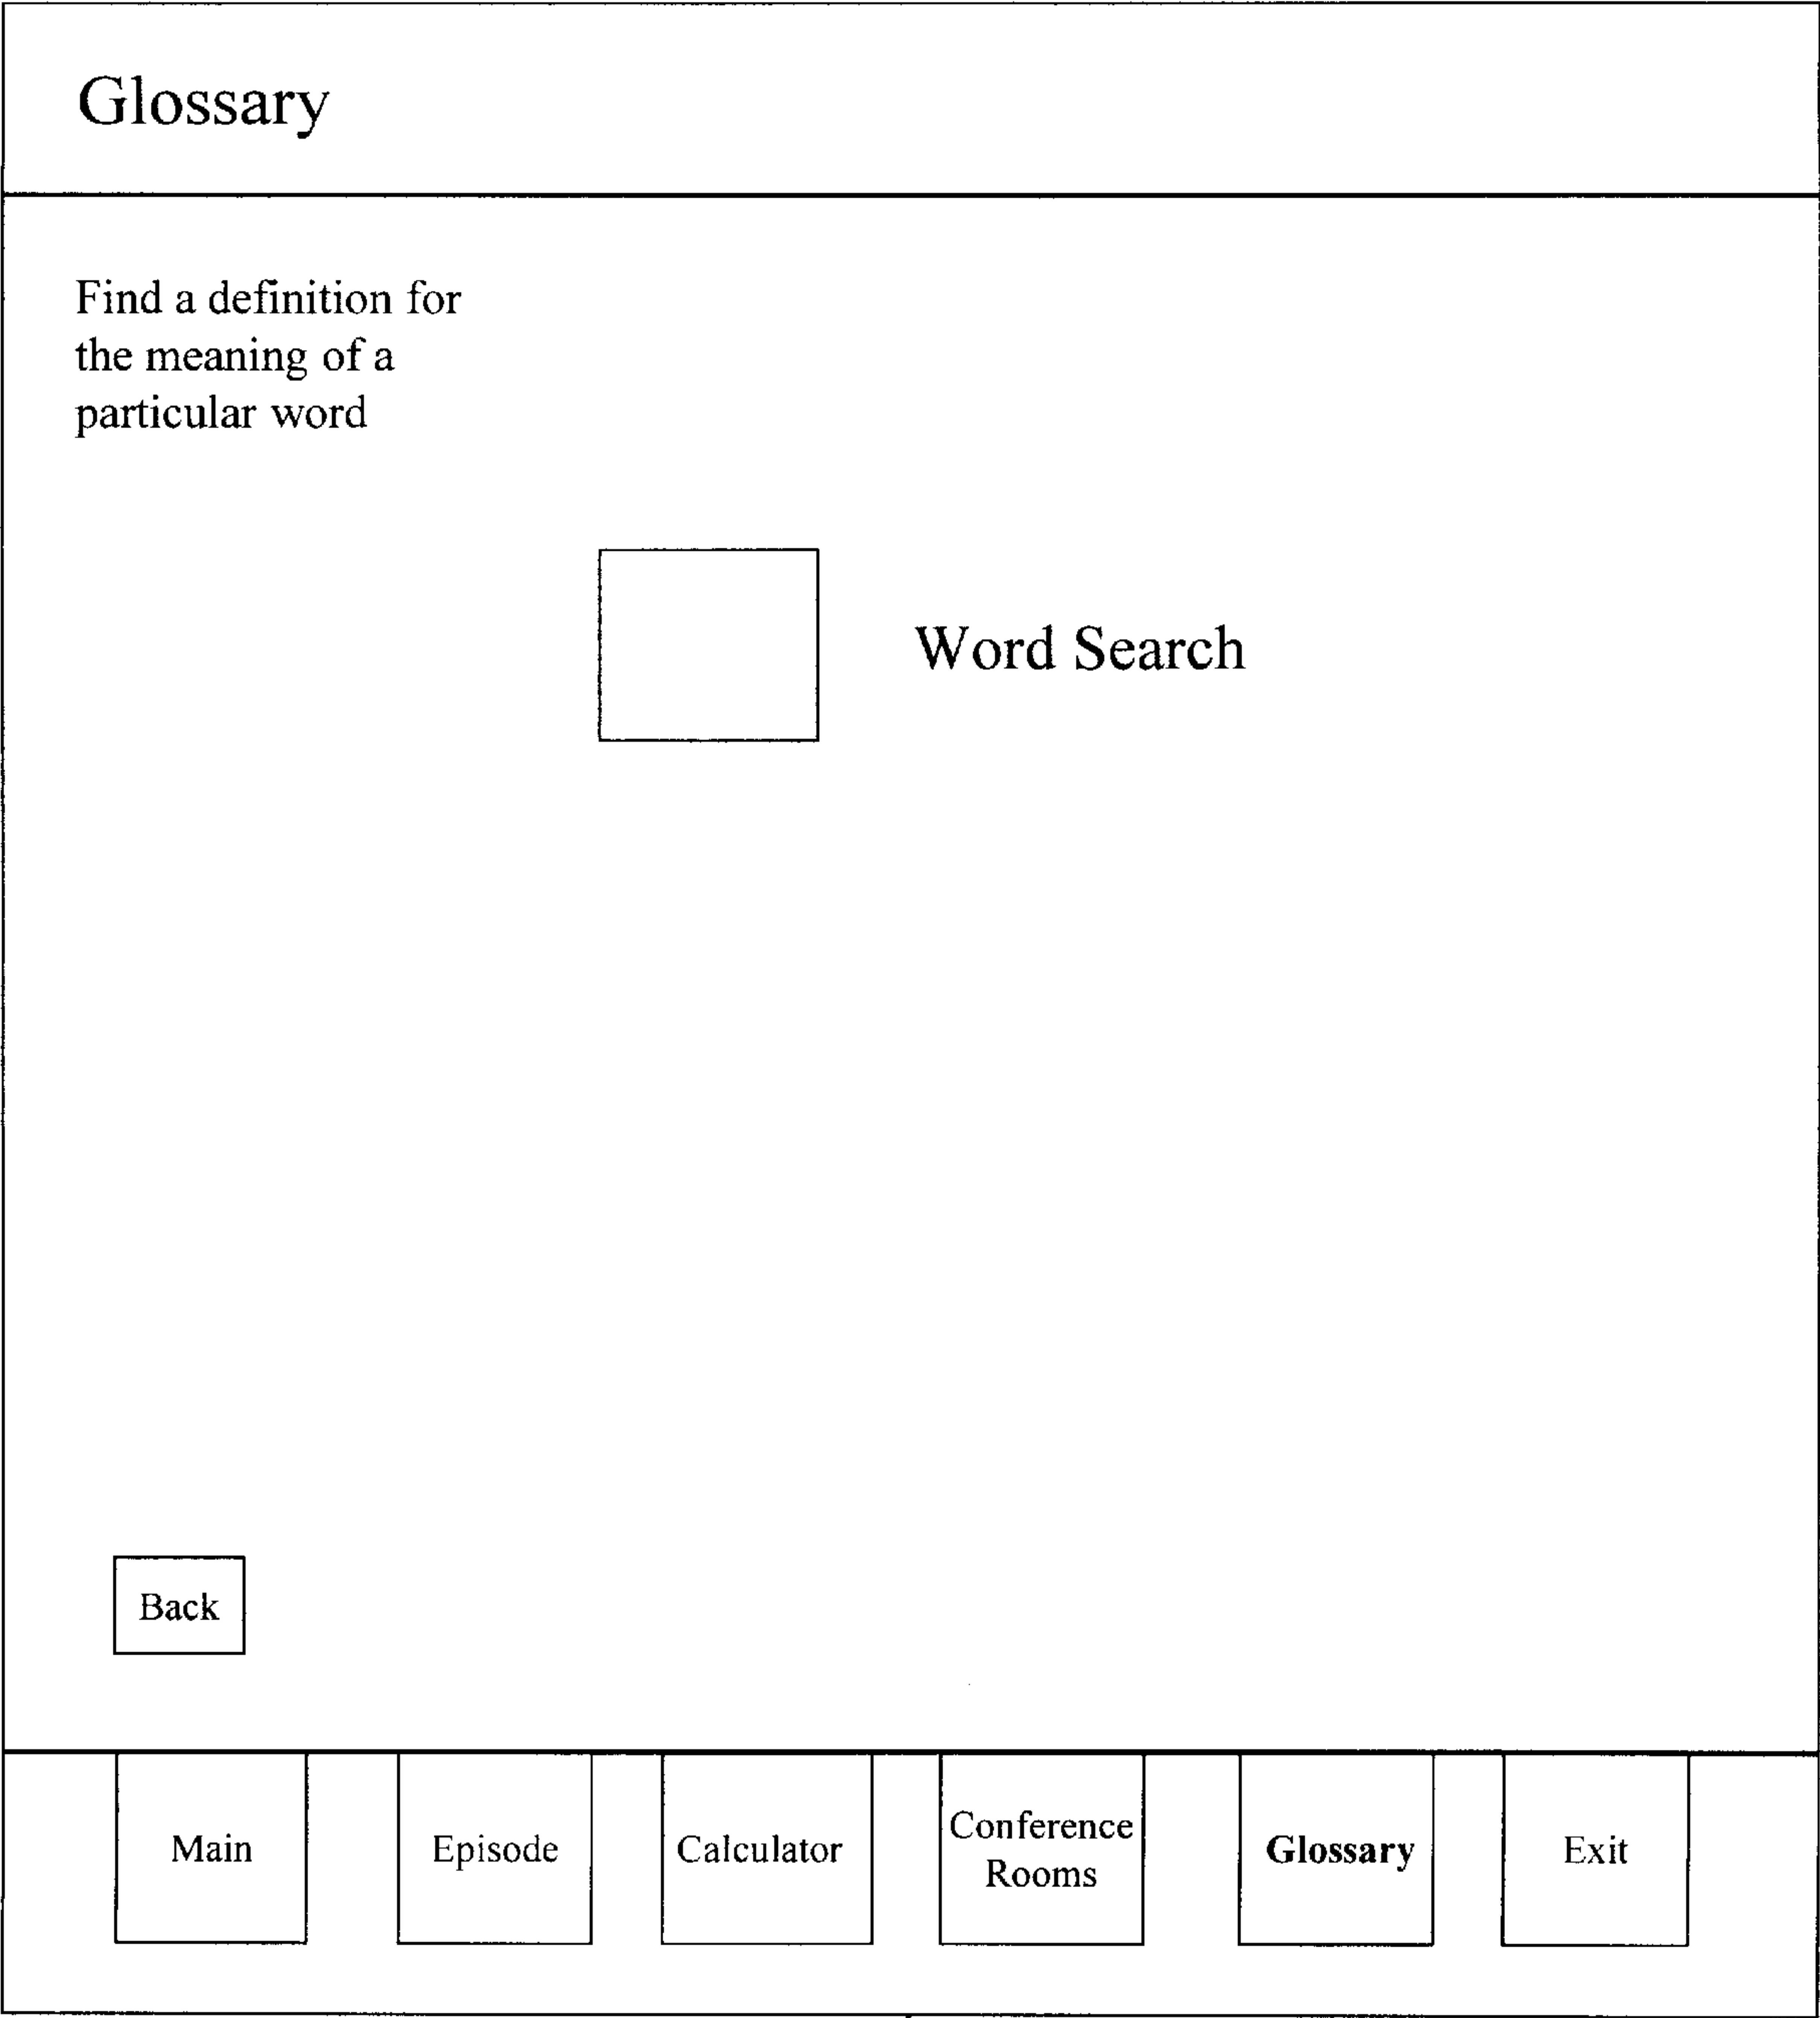 Glossary
Find a definition for
the meaning of a
particular word
Word Search
Back
Main
Episode
Calculator
Conference
Rooms
Glossary
Exit